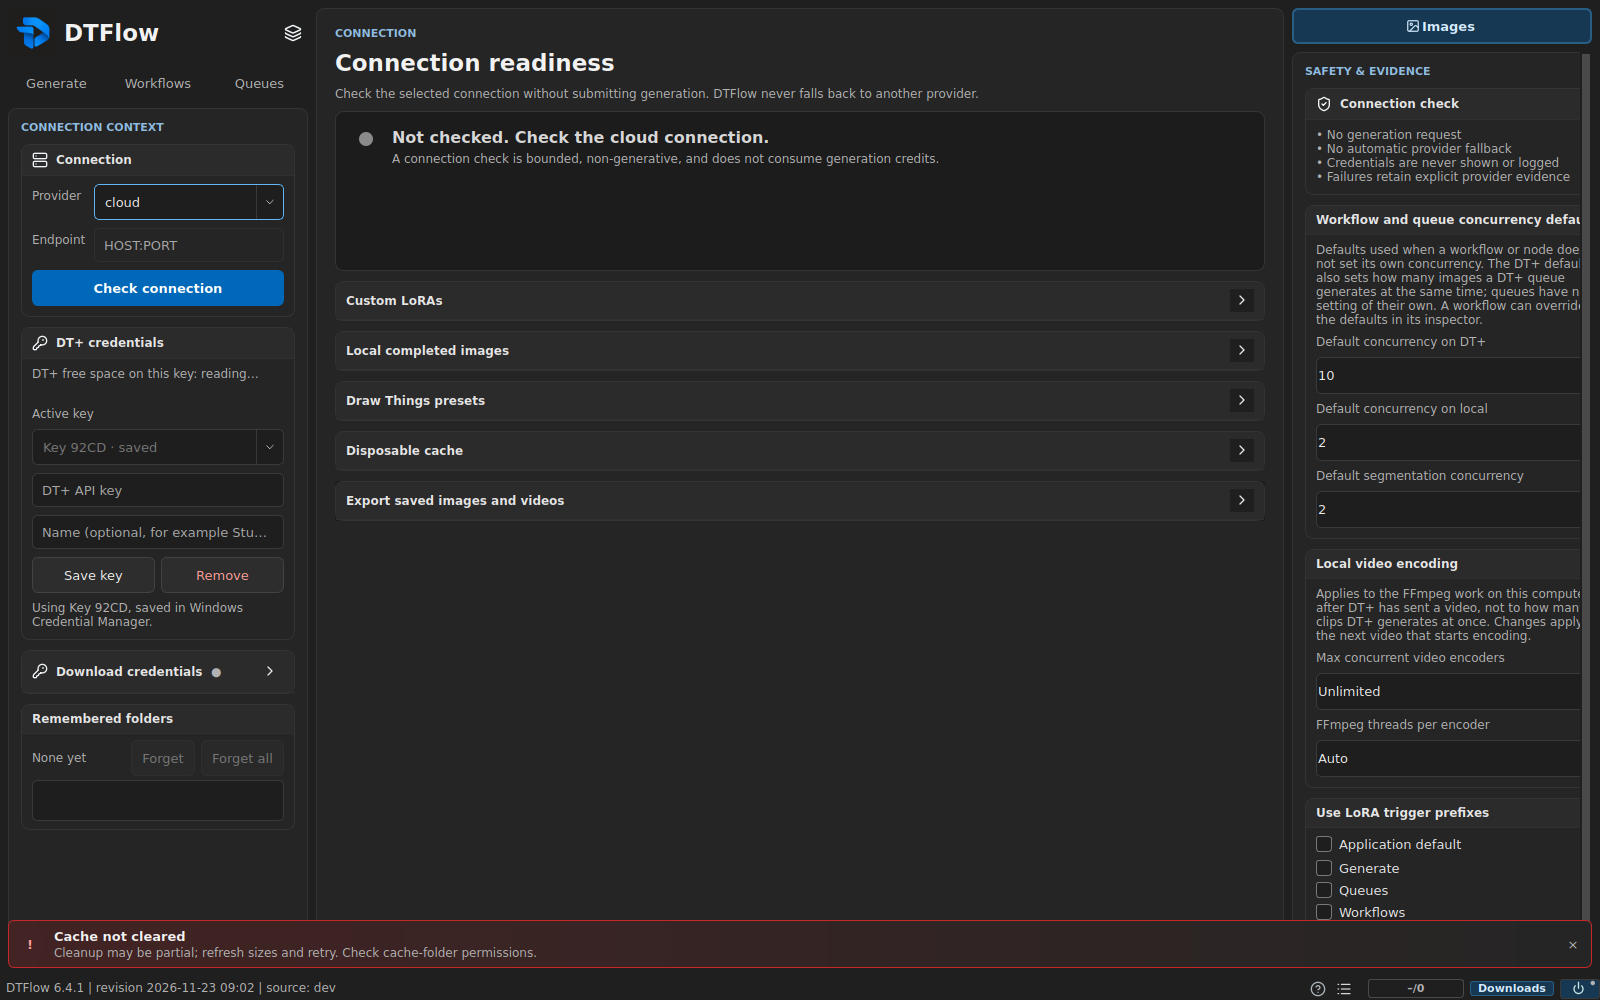 DTFlow
Generate
Workflows
Queues
CONNECTION CONTEXT
Connection
Provider
cloud
Endpoint
HOST:PORT
Check connection
DT+ credentials
DT+ free space on this key: reading...
Active key
Key 92CD · saved
DT+ API key
Name (optional, for example Stu...
Save key
Remove
Using Key 92CD, saved in Windows
Credential Manager.
Download credentials
Remembered folders
None yet
Forget
Forget all
CONNECTION
Connection readiness
Check the selected connection without submitting generation. DTFlow never falls back to another provider.
Not checked. Check the cloud connection.
A connection check is bounded, non-generative, and does not consume generation credits.
Custom LoRAs
Local completed images
Draw Things presets
Disposable cache
Export saved images and videos
Images
SAFETY & EVIDENCE
Connection check
• No generation request
• No automatic provider fallback
• Credentials are never shown or logged
• Failures retain explicit provider evidence
Workflow and queue concurrency defau
Defaults used when a workflow or node doe
not set its own concurrency. The DT+ defaul
also sets how many images a DT+ queue
generates at the same time; queues have n
setting of their own. A workflow can override
the defaults in its inspector.
Default concurrency on DT+
10
Default concurrency on local
2
Default segmentation concurrency
2
Local video encoding
Applies to the FFmpeg work on this compute
after DT+ has sent a video, not to how man
clips DT+ generates at once. Changes apply
the next video that starts encoding.
Max concurrent video encoders
Unlimited
FFmpeg threads per encoder
Auto
Use LoRA trigger prefixes
Application default
Generate
Queues
Workflows
! Cache not cleared
Cleanup may be partial; refresh sizes and retry. Check cache-folder permissions.
DTFlow 6.4.1 | revision 2026-11-23 09:02 | source: dev
–/0
Downloads